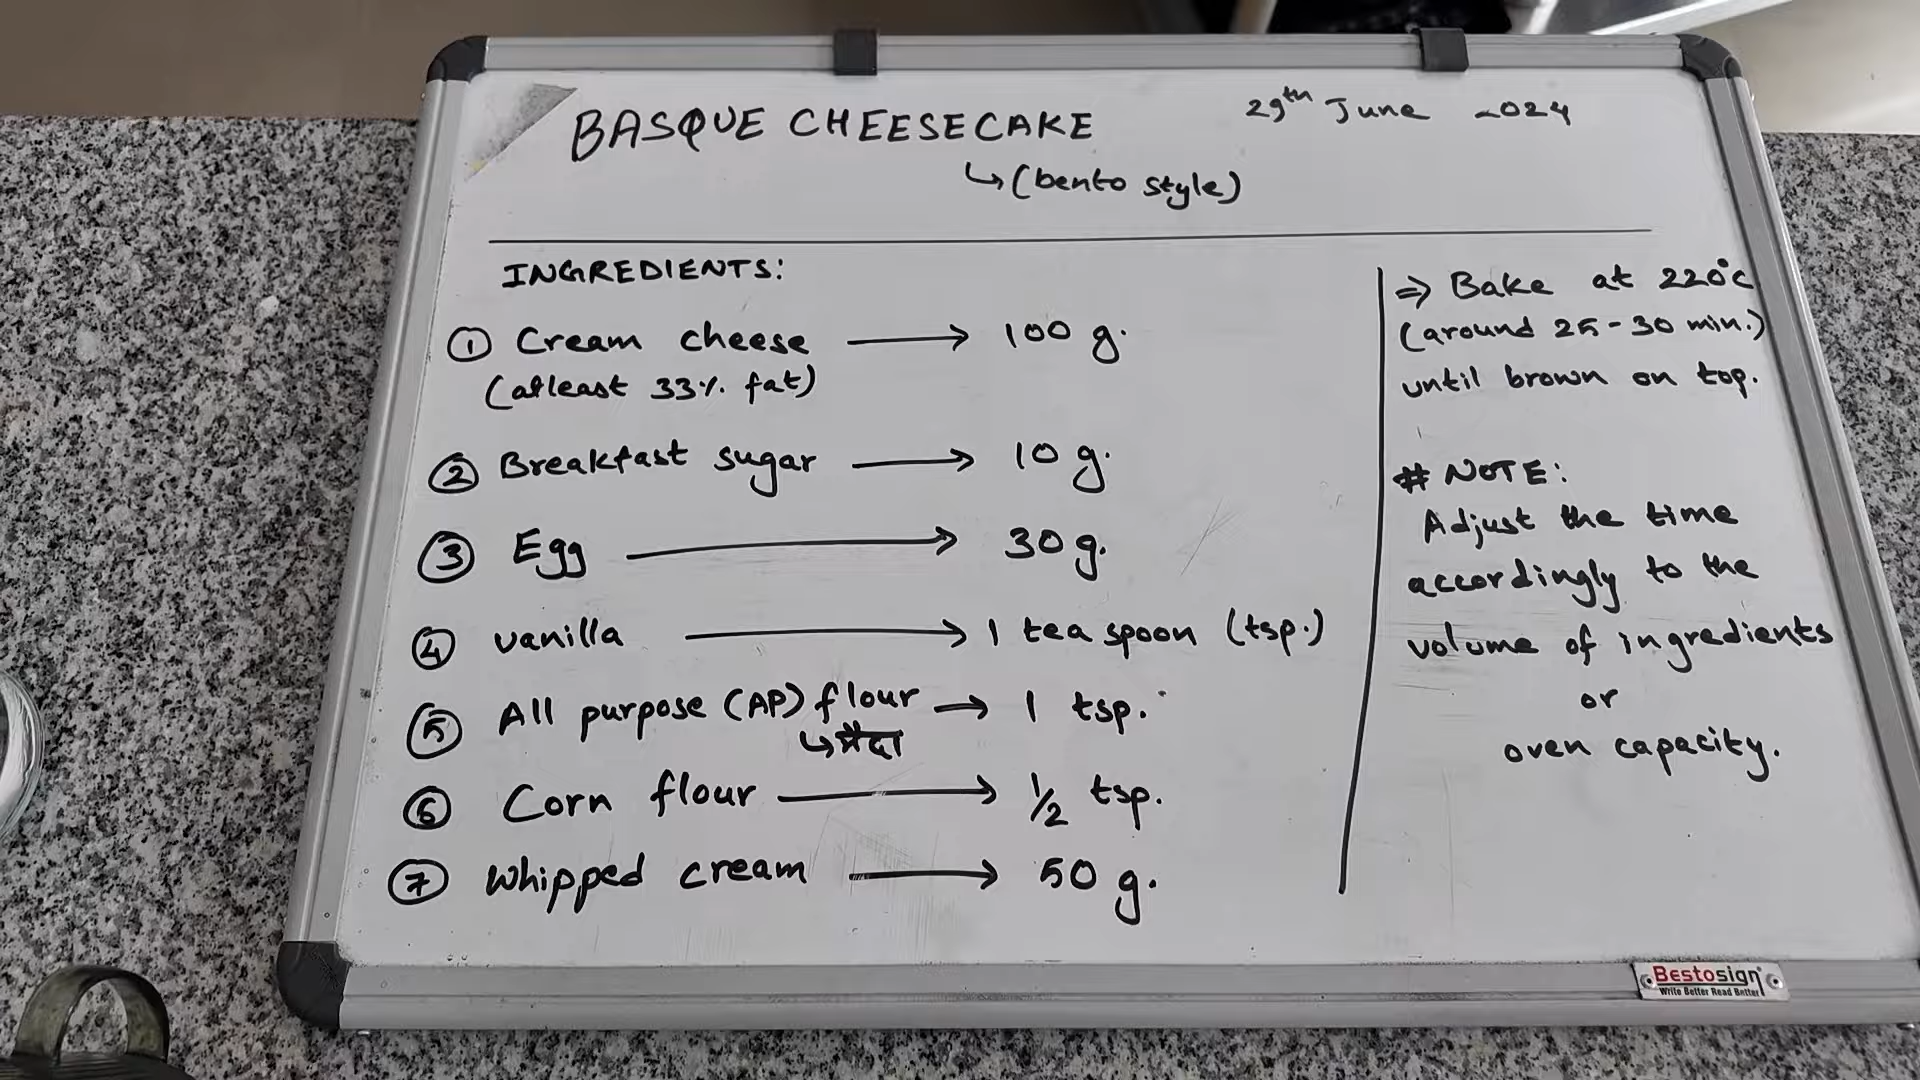 BASQUE CHEESECAKE
29th June 2024
↳ (bento style)
INGREDIENTS:
① Cream cheese → 100 g.
(atleast 33% fat)
② Breakfast sugar → 10 g.
③ Egg → 30 g.
④ vanilla → 1 tea spoon (tsp.)
⑤ All purpose (AP) flour → 1 tsp.
↳ मैदा
⑥ Corn flour → 1/2 tsp.
⑦ Whipped cream → 50 g.
⇒ Bake at 220°C
(around 25-30 min.)
until brown on top.
# NOTE:
Adjust the time
accordingly to the
volume of ingredients
or
oven capacity.
Bestosign
Write Better Read Better